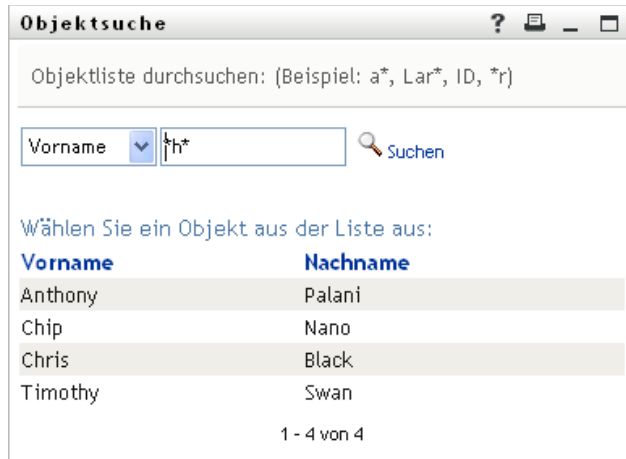 Objektsuche ?
Objektliste durchsuchen: (Beispiel: a*, Lar*, ID, *r)
Vorname *h* Suchen
Wählen Sie ein Objekt aus der Liste aus:
Vorname Nachname
Anthony Palani
Chip Nano
Chris Black
Timothy Swan
1 - 4 von 4